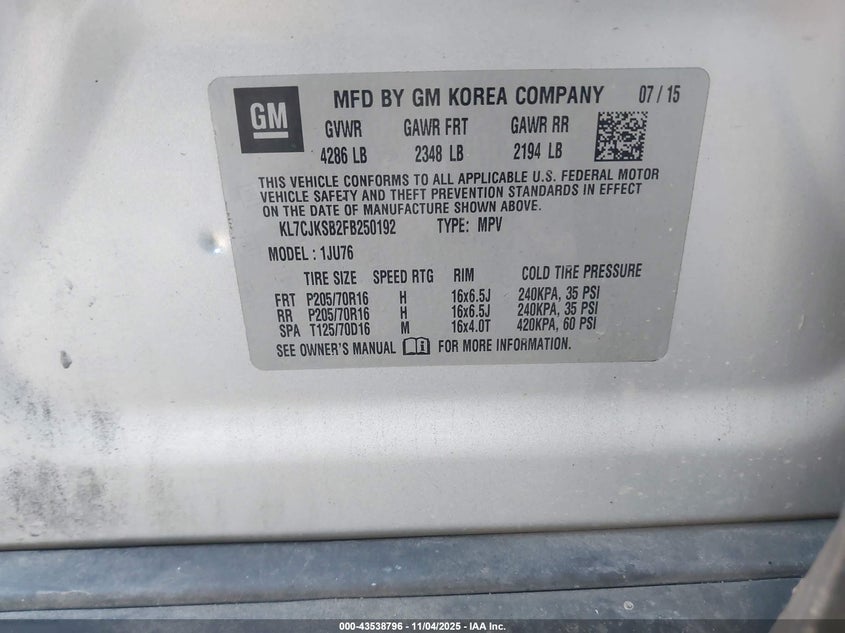 GM
MFD BY GM KOREA COMPANY 07 / 15
GVWR GAWR FRT GAWR RR
4286 LB 2348 LB 2194 LB
THIS VEHICLE CONFORMS TO ALL APPLICABLE U.S. FEDERAL MOTOR
VEHICLE SAFETY AND THEFT PREVENTION STANDARDS IN EFFECT
ON THE DATE OF MANUFACTURE SHOWN ABOVE.
KL7CJKSB2FB250192 TYPE: MPV
MODEL : 1JU76
TIRE SIZE SPEED RTG RIM COLD TIRE PRESSURE
FRT P205/70R16 H 16x6.5J 240KPA, 35 PSI
RR P205/70R16 H 16x6.5J 240KPA, 35 PSI
SPA T125/70D16 M 16x4.0T 420KPA, 60 PSI
SEE OWNER'S MANUAL FOR MORE INFORMATION.
000-43538796 - 11/04/2025 - IAA Inc.